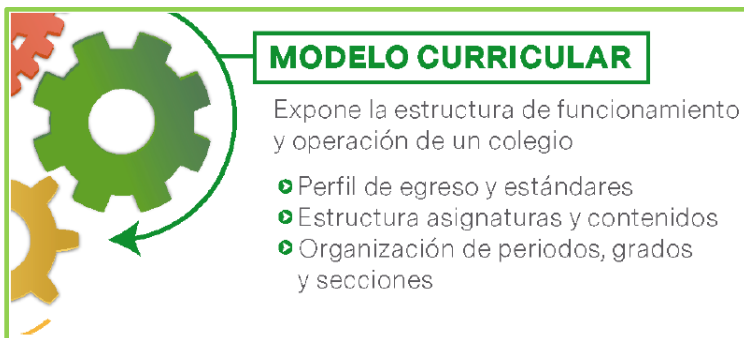 MODELO CURRICULAR
Expone la estructura de funcionamiento
y operación de un colegio
Perfil de egreso y estándares
Estructura asignaturas y contenidos
Organización de periodos, grados
y secciones